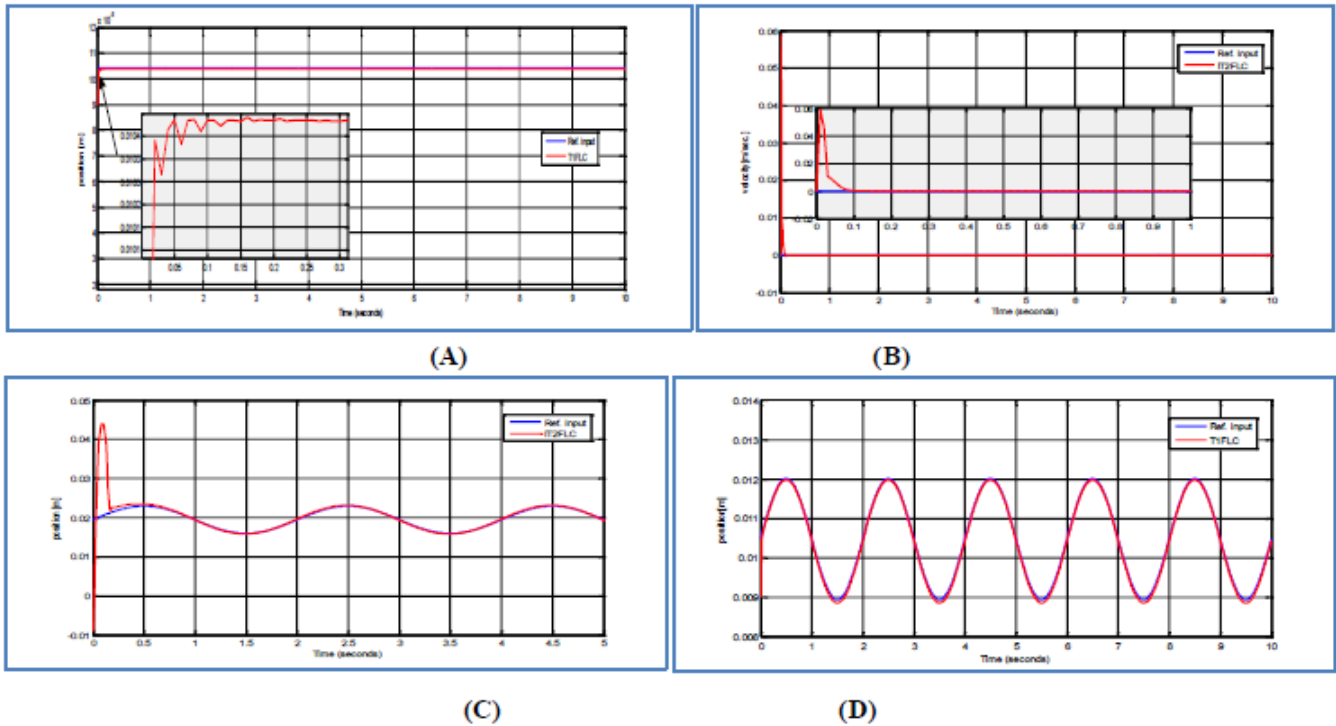 13 x 10
12
11
10
9
8
7
6
5
4
3
position [m]
0.0104
0.0103
0.0103
0.0102
0.0102
0.0101
0.0101
0.05 0.1 0.15 0.2 0.25 0.3
Ref. Input
T1FLC
0 1 2 3 4 5 6 7 8 9 10
Time (seconds)
(A)
0.06
0.05
0.04
0.03
0.02
0.01
0
-0.01
velocity[m/sec.]
Ref. Input
IT2FLC
0.06
0.04
0.02
0
-0.02
0 0.1 0.2 0.3 0.4 0.5 0.6 0.7 0.8 0.9 1
0 1 2 3 4 5 6 7 8 9 10
Time (seconds)
(B)
0.05
0.04
0.03
0.02
0.01
0
-0.01
position [m]
Ref. Input
IT2FLC
0 0.5 1 1.5 2 2.5 3 3.5 4 4.5 5
Time (seconds)
(C)
0.014
0.013
0.012
0.011
0.01
0.009
0.008
position[m]
Ref. Input
T1FLC
0 1 2 3 4 5 6 7 8 9 10
Time (seconds)
(D)